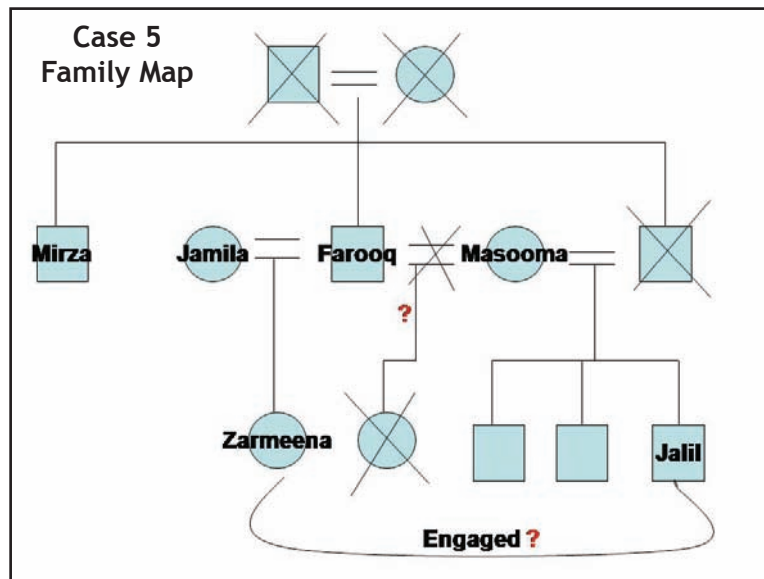 Case 5
Family Map
Mirza
Jamila
Farooq
Masooma
?
Zarmeena
Jalil
Engaged ?